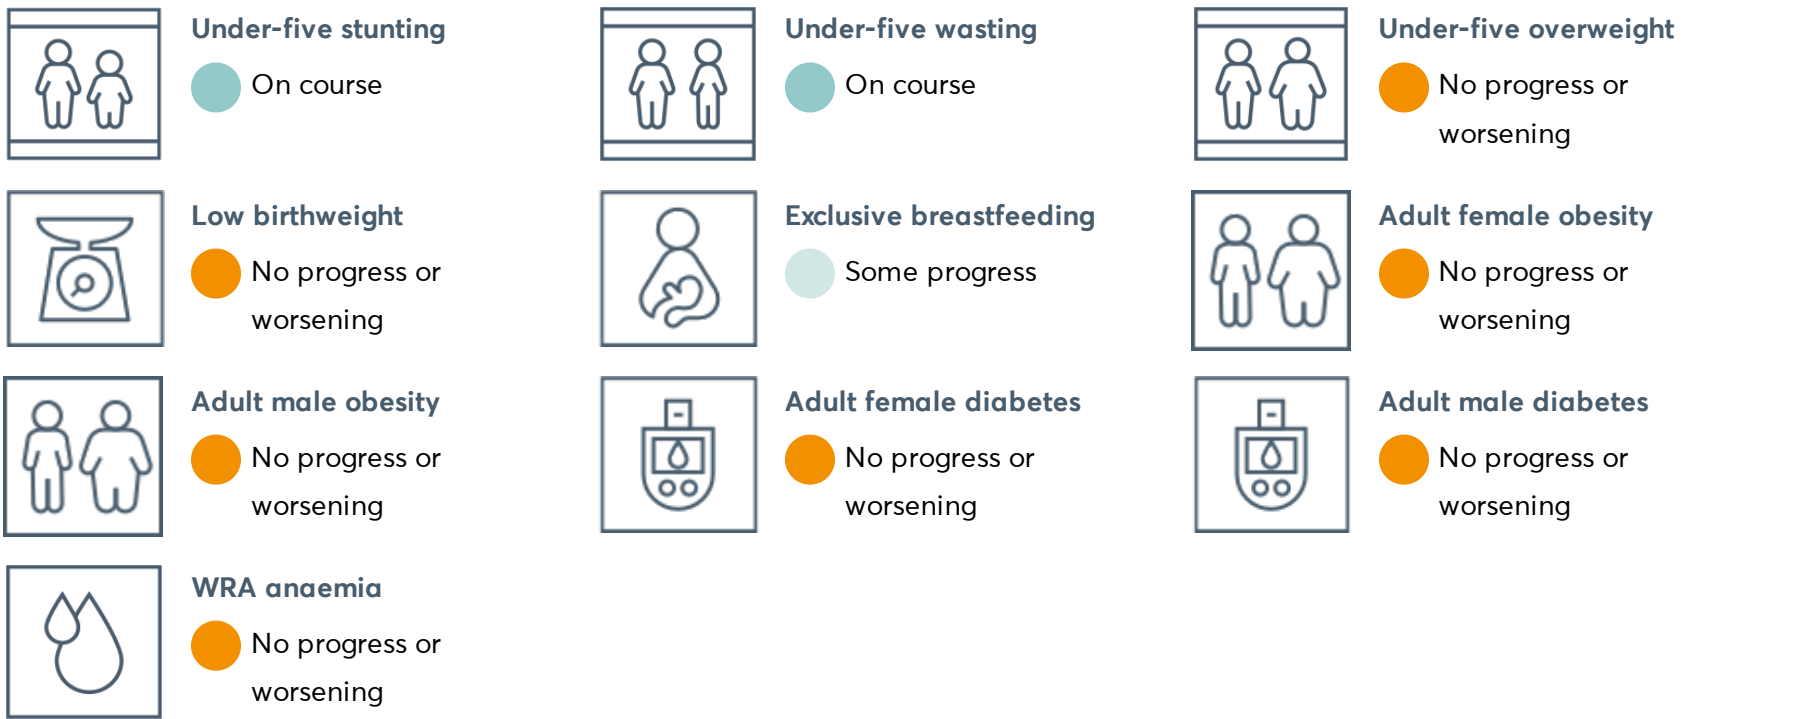 Under-five stunting
On course
Under-five wasting
On course
Under-five overweight
No progress or
worsening
Low birthweight
No progress or
worsening
Exclusive breastfeeding
Some progress
Adult female obesity
No progress or
worsening
Adult male obesity
No progress or
worsening
Adult female diabetes
No progress or
worsening
Adult male diabetes
No progress or
worsening
WRA anaemia
No progress or
worsening